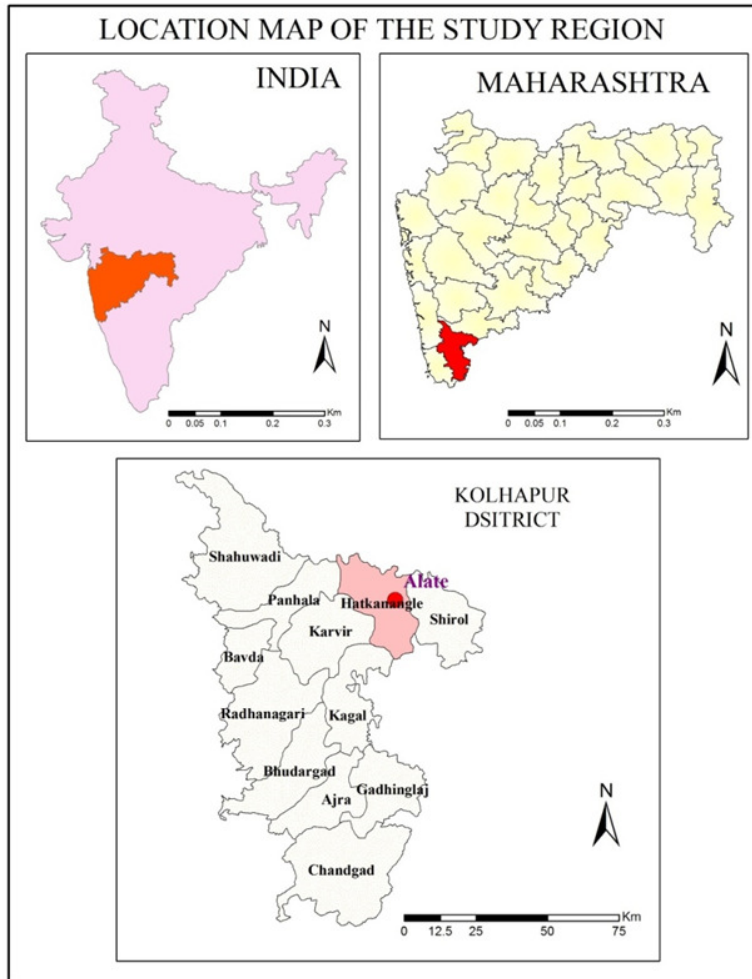 LOCATION MAP OF THE STUDY REGION
INDIA
N
Km
0 0.05 0.1 0.2 0.3
MAHARASHTRA
N
Km
0 0.05 0.1 0.2 0.3
KOLHAPUR
DSITRICT
Shahuwadi
Alate
Panhala
Hatkanangle
Shirol
Karvir
Bavda
Radhanagari
Kagal
Bhudargad
Gadhinglaj
Ajra
N
Chandgad
Km
0 12.5 25 50 75